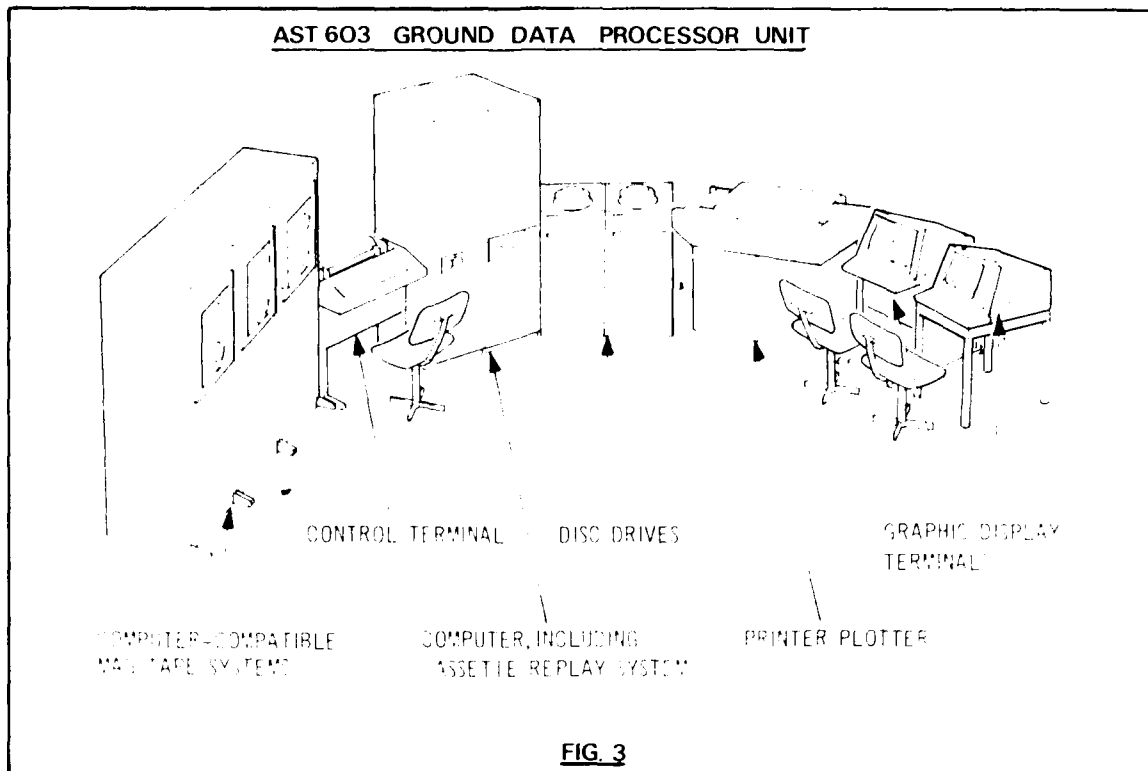 AST 603 GROUND DATA PROCESSOR UNIT
CONTROL TERMINAL
DISC DRIVES
GRAPHIC DISPLAY
TERMINAL
COMPUTER-COMPATIBLE
MAG TAPE SYSTEMS
COMPUTER, INCLUDING
ASSETTE REPLAY SYSTEM
PRINTER PLOTTER
FIG. 3